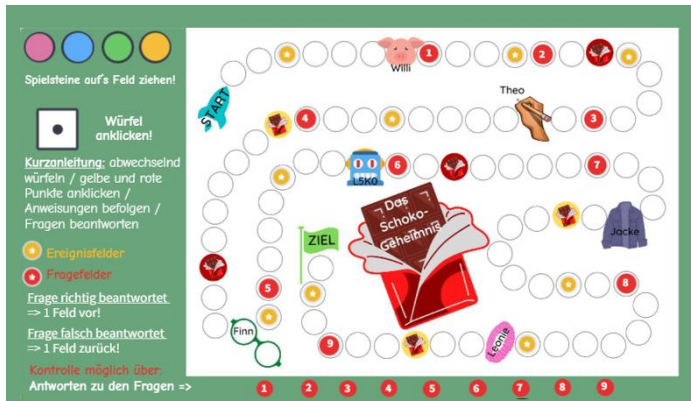 Spielsteine auf's Feld ziehen!
Würfel
anklicken!
Kurzanleitung: abwechselnd
würfeln / gelbe und rote
Punkte anklicken /
Anweisungen befolgen /
Fragen beantworten
Ereignisfelder
Fragefelder
Frage richtig beantwortet
=> 1 Feld vor!
Frage falsch beantwortet
=> 1 Feld zurück!
Kontrolle möglich über:
Antworten zu den Fragen =>
START
Willi
1
2
Theo
3
4
L5K0
6
7
Das
Schoko-
Geheimnis
Jacke
ZIEL
5
8
Finn
9
Leonie
1 2 3 4 5 6 7 8 9